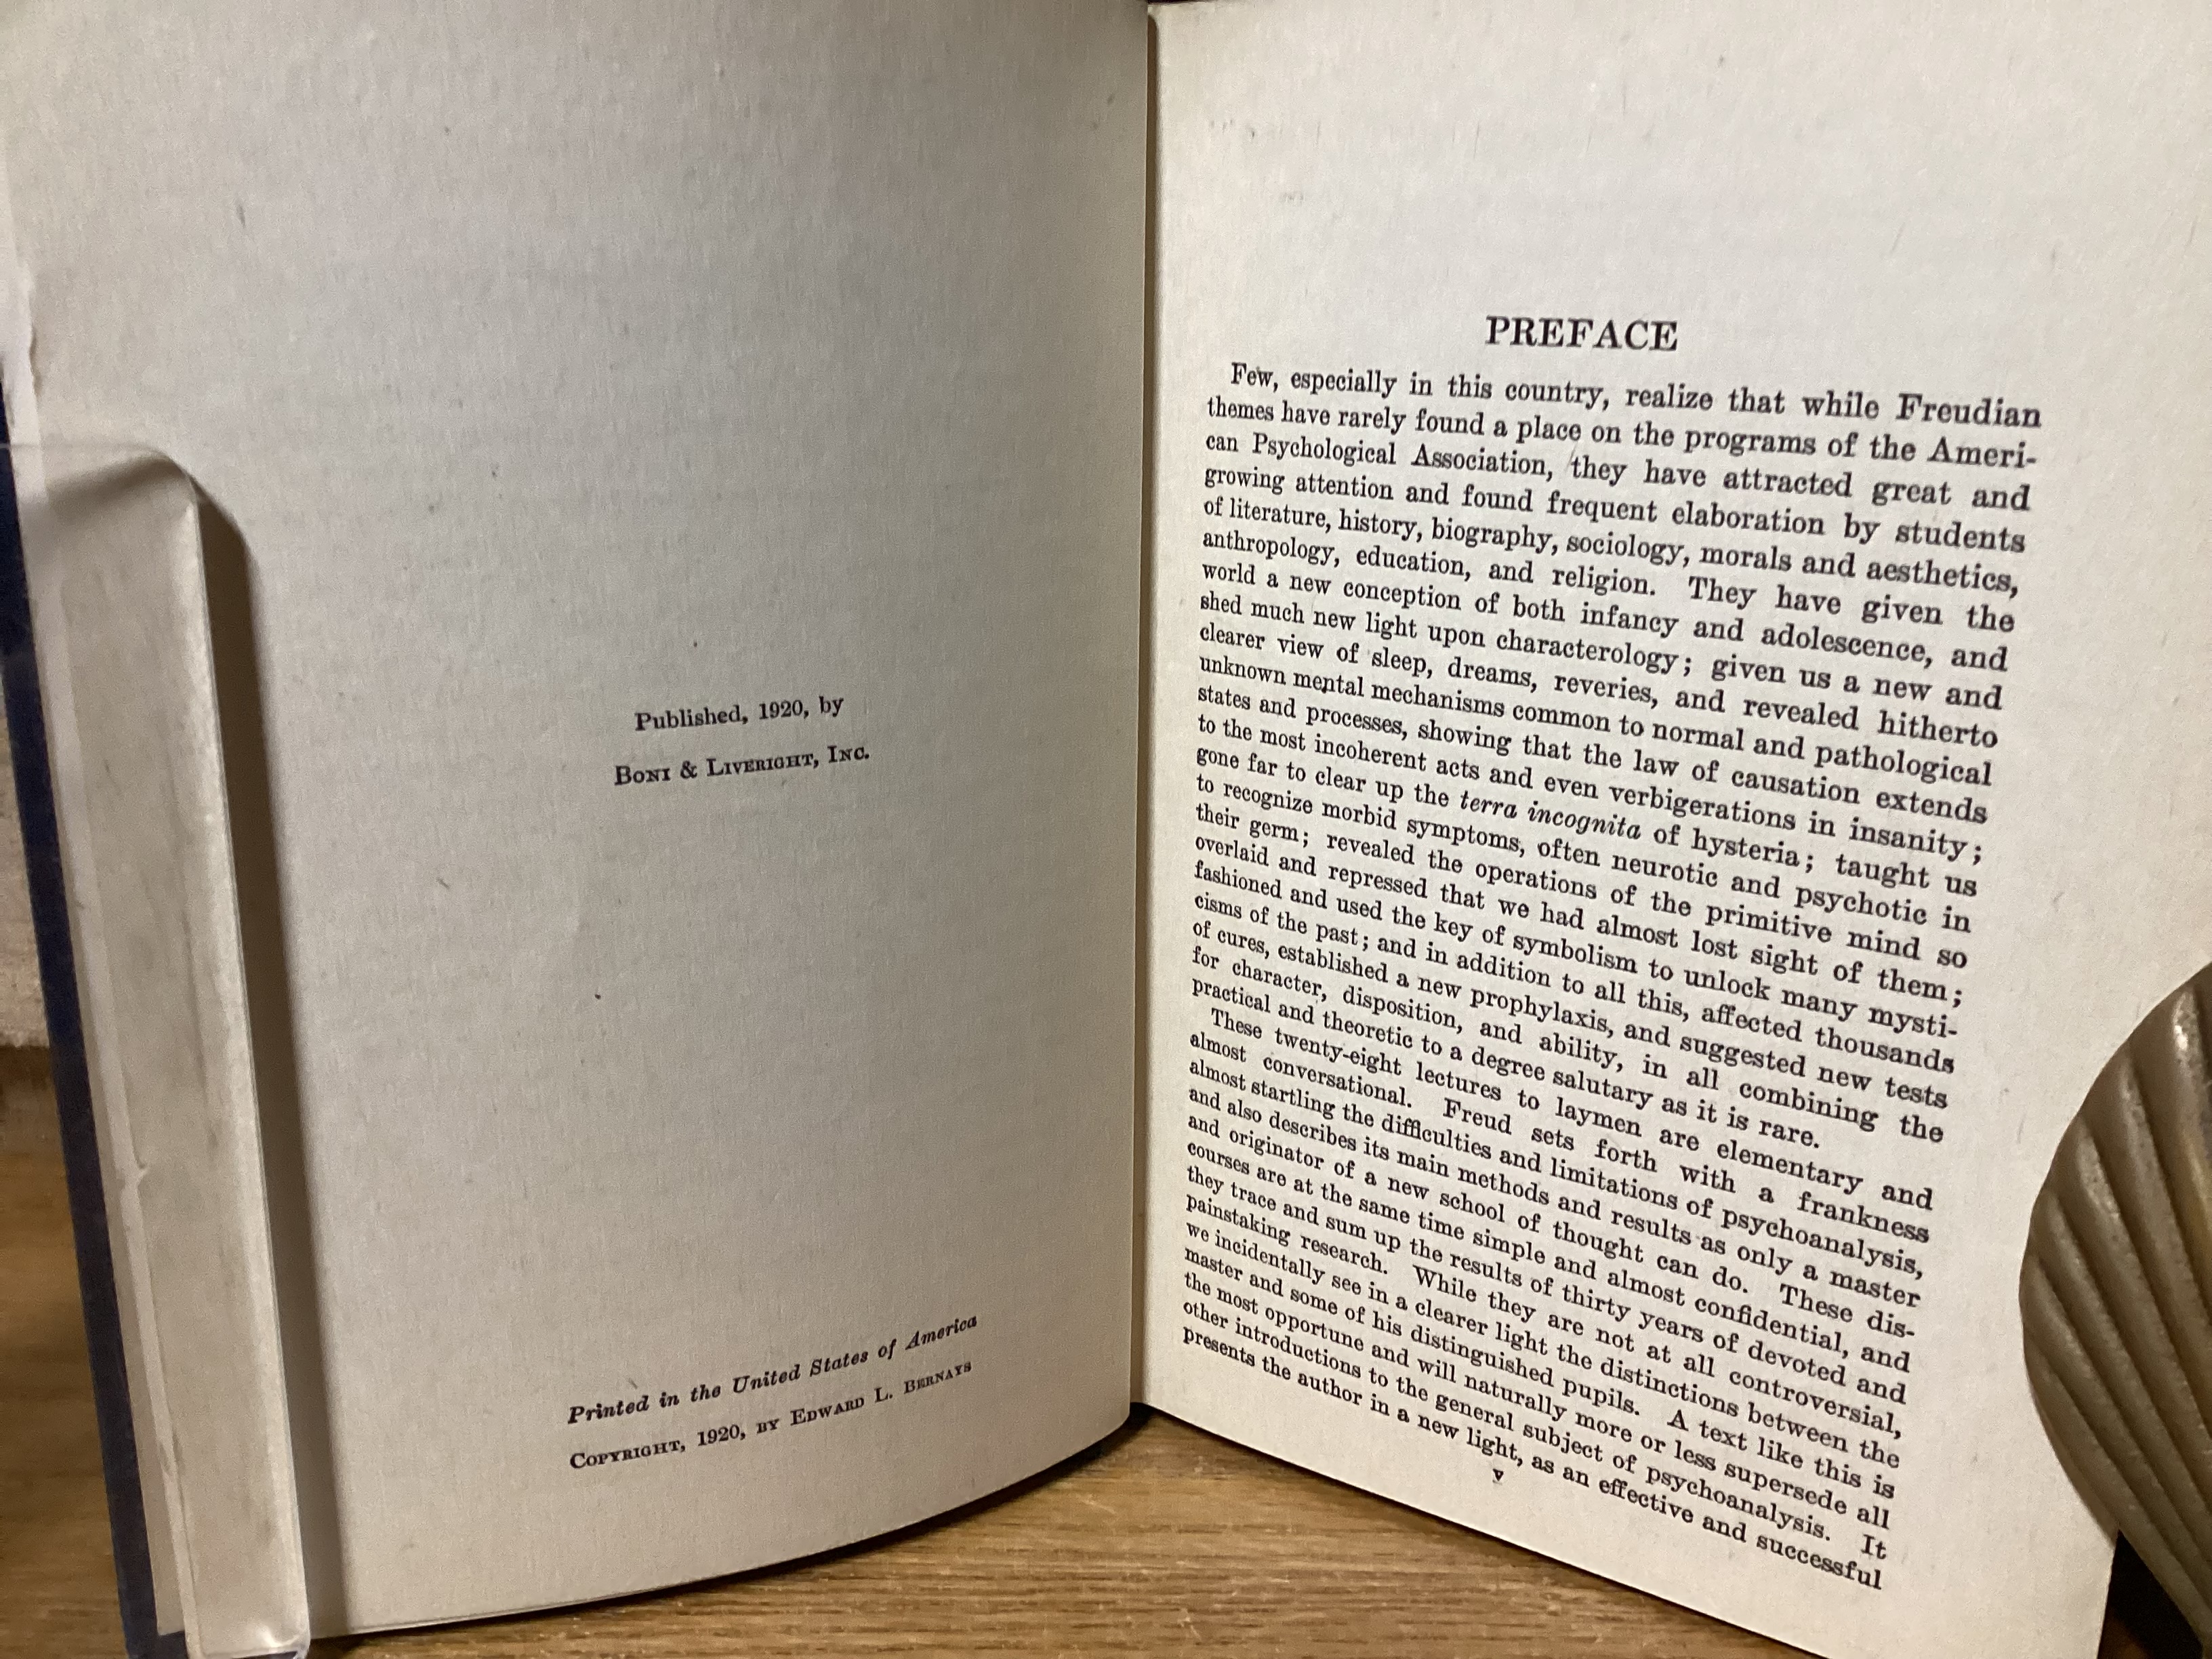 Published, 1920, by
BONI & LIVERIGHT, INC.
Printed in the United States of America
COPYRIGHT, 1920, BY EDWARD L. BERNAYS
PREFACE
Few, especially in this country, realize that while Freudian
themes have rarely found a place on the programs of the Ameri-
can Psychological Association, they have attracted great and
growing attention and found frequent elaboration by students
of literature, history, biography, sociology, morals and aesthetics,
anthropology, education, and religion. They have given the
world a new conception of both infancy and adolescence, and
shed much new light upon characterology; given us a new and
clearer view of sleep, dreams, reveries, and revealed hitherto
unknown mental mechanisms common to normal and pathological
states and processes, showing that the law of causation extends
to the most incoherent acts and even verbigerations in insanity;
gone far to clear up the terra incognita of hysteria; taught us
to recognize morbid symptoms, often neurotic and psychotic in
their germ; revealed the operations of the primitive mind so
overlaid and repressed that we had almost lost sight of them;
fashioned and used the key of symbolism to unlock many mysti-
cisms of the past; and in addition to all this, affected thousands
of cures, established a new prophylaxis, and suggested new tests
for character, disposition, and ability, in all combining the
practical and theoretic to a degree salutary as it is rare.
These twenty-eight lectures to laymen are elementary and
almost conversational. Freud sets forth with a frankness
almost startling the difficulties and limitations of psychoanalysis,
and also describes its main methods and results as only a master
and originator of a new school of thought can do. These dis-
courses are at the same time simple and almost confidential, and
they trace and sum up the results of thirty years of devoted and
painstaking research. While they are not at all controversial,
we incidentally see in a clearer light the distinctions between the
master and some of his distinguished pupils. A text like this is
the most opportune and will naturally more or less supersede all
other introductions to the general subject of psychoanalysis. It
presents the author in a new light, as an effective and successful
v